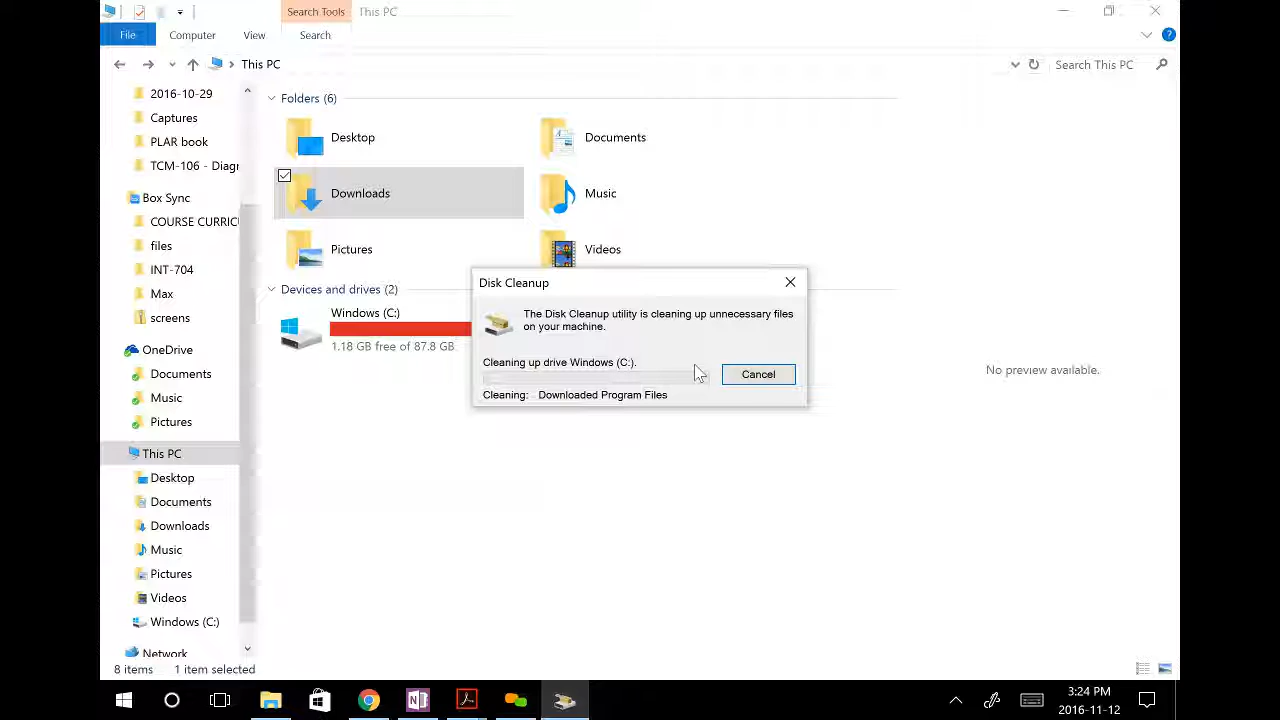 Search Tools
This PC
File
Computer
View
Search
This PC
Search This PC
2016-10-29
Captures
PLAR book
TCM-106 - Diagr
Box Sync
COURSE CURRIC
files
INT-704
Max
screens
OneDrive
Documents
Music
Pictures
This PC
Desktop
Documents
Downloads
Music
Pictures
Videos
Windows (C:)
Network
Folders (6)
Desktop
Documents
Downloads
Music
Pictures
Videos
Devices and drives (2)
Windows (C:)
1.18 GB free of 87.8 GB
Disk Cleanup
The Disk Cleanup utility is cleaning up unnecessary files
on your machine.
Cleaning up drive Windows (C:).
Cancel
Cleaning: Downloaded Program Files
No preview available.
8 items
1 item selected
3:24 PM
2016-11-12